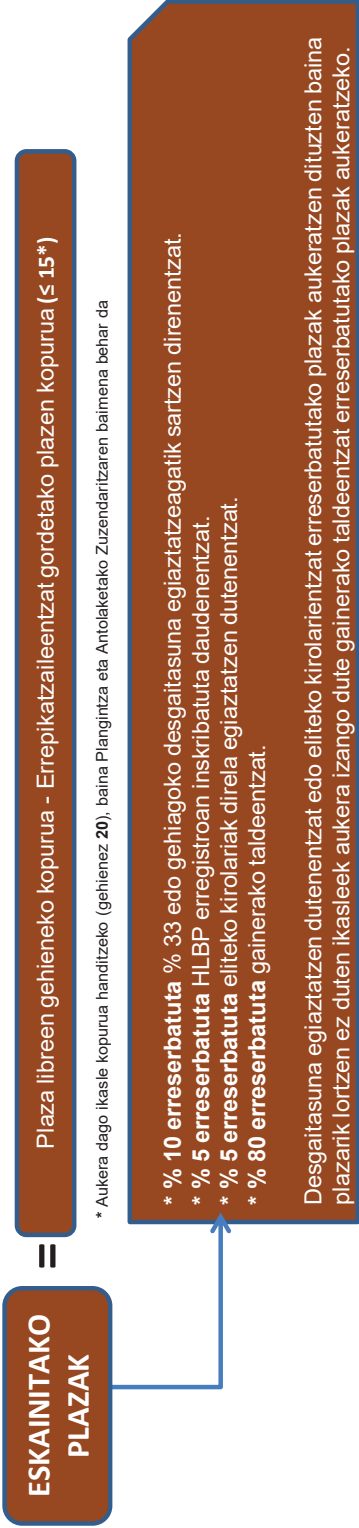 ESKAINITAKO
PLAZAK
=
Plaza libreen gehieneko kopurua - Errepikatzaileentzat gordetako plazen kopurua (≤ 15*)
* Aukera dago ikasle kopurua handitzeko (gehienez 20), baina Plangintza eta Antolaketako Zuzendaritzaren baimena behar da
* % 10 erreserbatuta % 33 edo gehiagoko desgaitasuna egiaztatzeagatik sartzen direnentzat.
* % 5 erreserbatuta HLBP erregistroan inskribatuta daudenentzat.
* % 5 erreserbatuta eliteko kirolariak direla egiaztatzen dutenentzat.
* % 80 erreserbatuta gainerako taldeentzat.
Desgaitasuna egiaztatzen dutenentzat edo eliteko kirolarientzat erreserbatutako plazak aukeratzen dituzten baina
plazarik lortzen ez duten ikasleek aukera izango dute gainerako taldeentzat erreserbatutako plazak aukeratzeko.